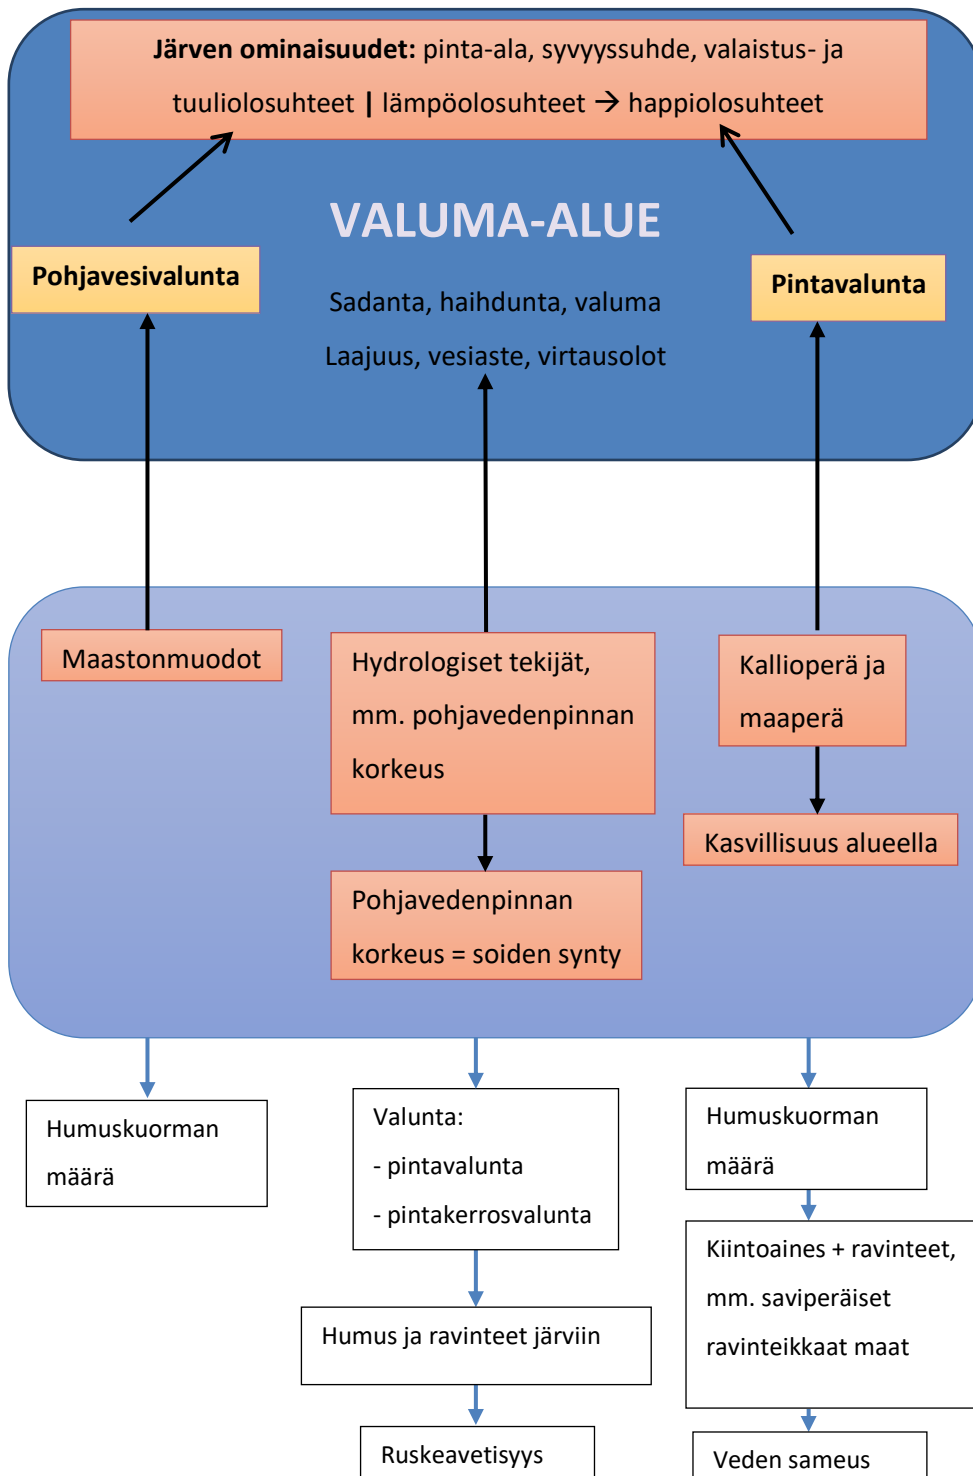 Järven ominaisuudet: pinta-ala, syvyyssuhde, valaistus- ja
tuuliolosuhteet | lämpöolosuhteet → happiolosuhteet
VALUMA-ALUE
Pohjavesivalunta
Pintavalunta
Sadanta, haihdunta, valuma
Laajuus, vesiaste, virtausolot
Maastonmuodot
Hydrologiset tekijät,
mm. pohjavedenpinnan
korkeus
Kallioperä ja
maaperä
Kasvillisuus alueella
Pohjavedenpinnan
korkeus = soiden synty
Humuskuorman
määrä
Valunta:
- pintavalunta
- pintakerrosvalunta
Humuskuorman
määrä
Kiintoaines + ravinteet,
mm. saviperäiset
ravinteikkaat maat
Humus ja ravinteet järviin
Ruskeavetisyys
Veden sameus